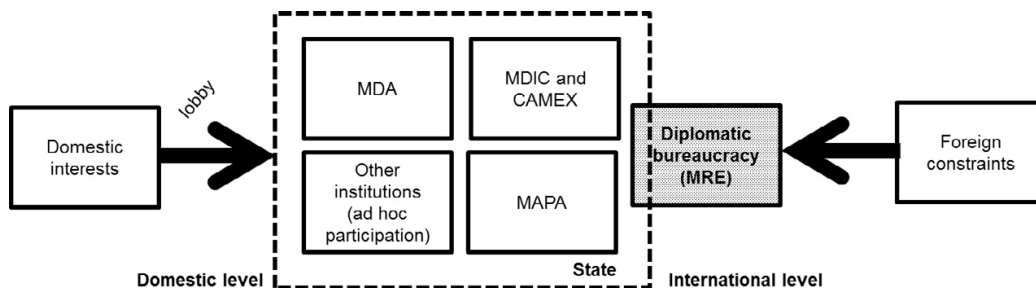 Domestic
interests
lobby
MDA
MDIC and
CAMEX
Other
institutions
(ad hoc
participation)
MAPA
Diplomatic
bureaucracy
(MRE)
Foreign
constraints
Domestic level
State
International level